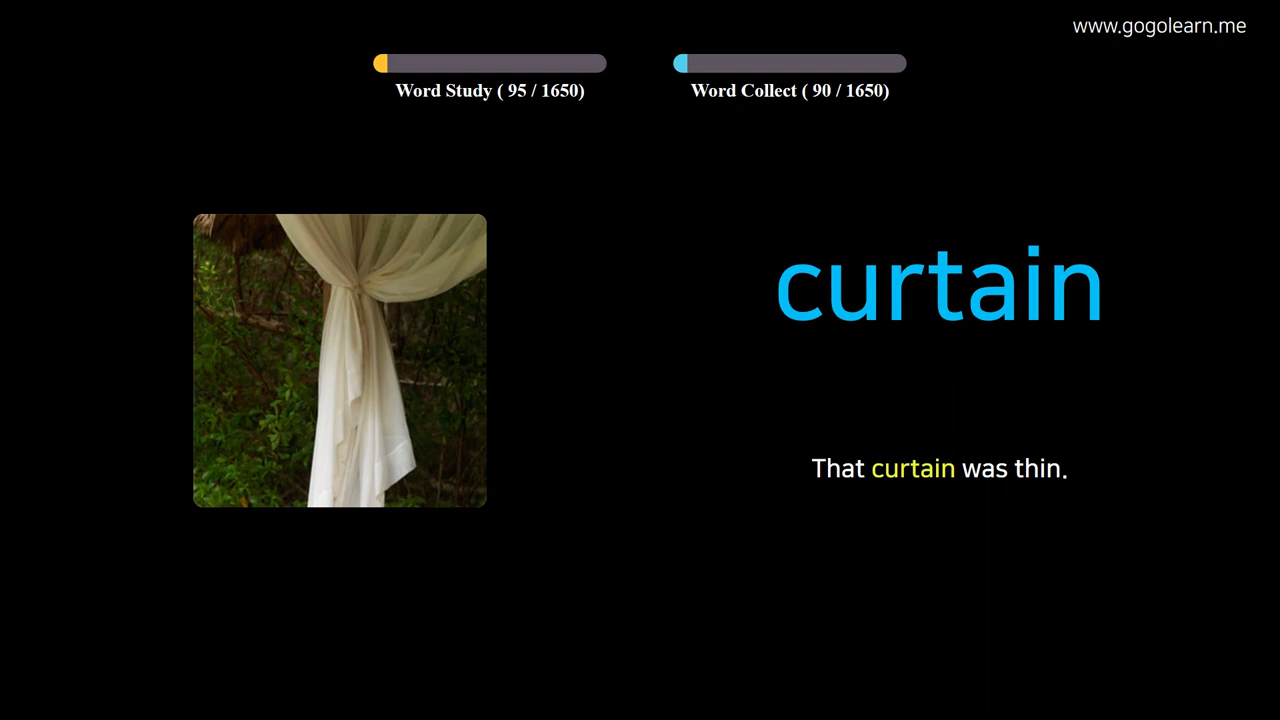 www.gogolearn.me
Word Study ( 95 / 1650)
Word Collect ( 90 / 1650)
curtain
That curtain was thin.